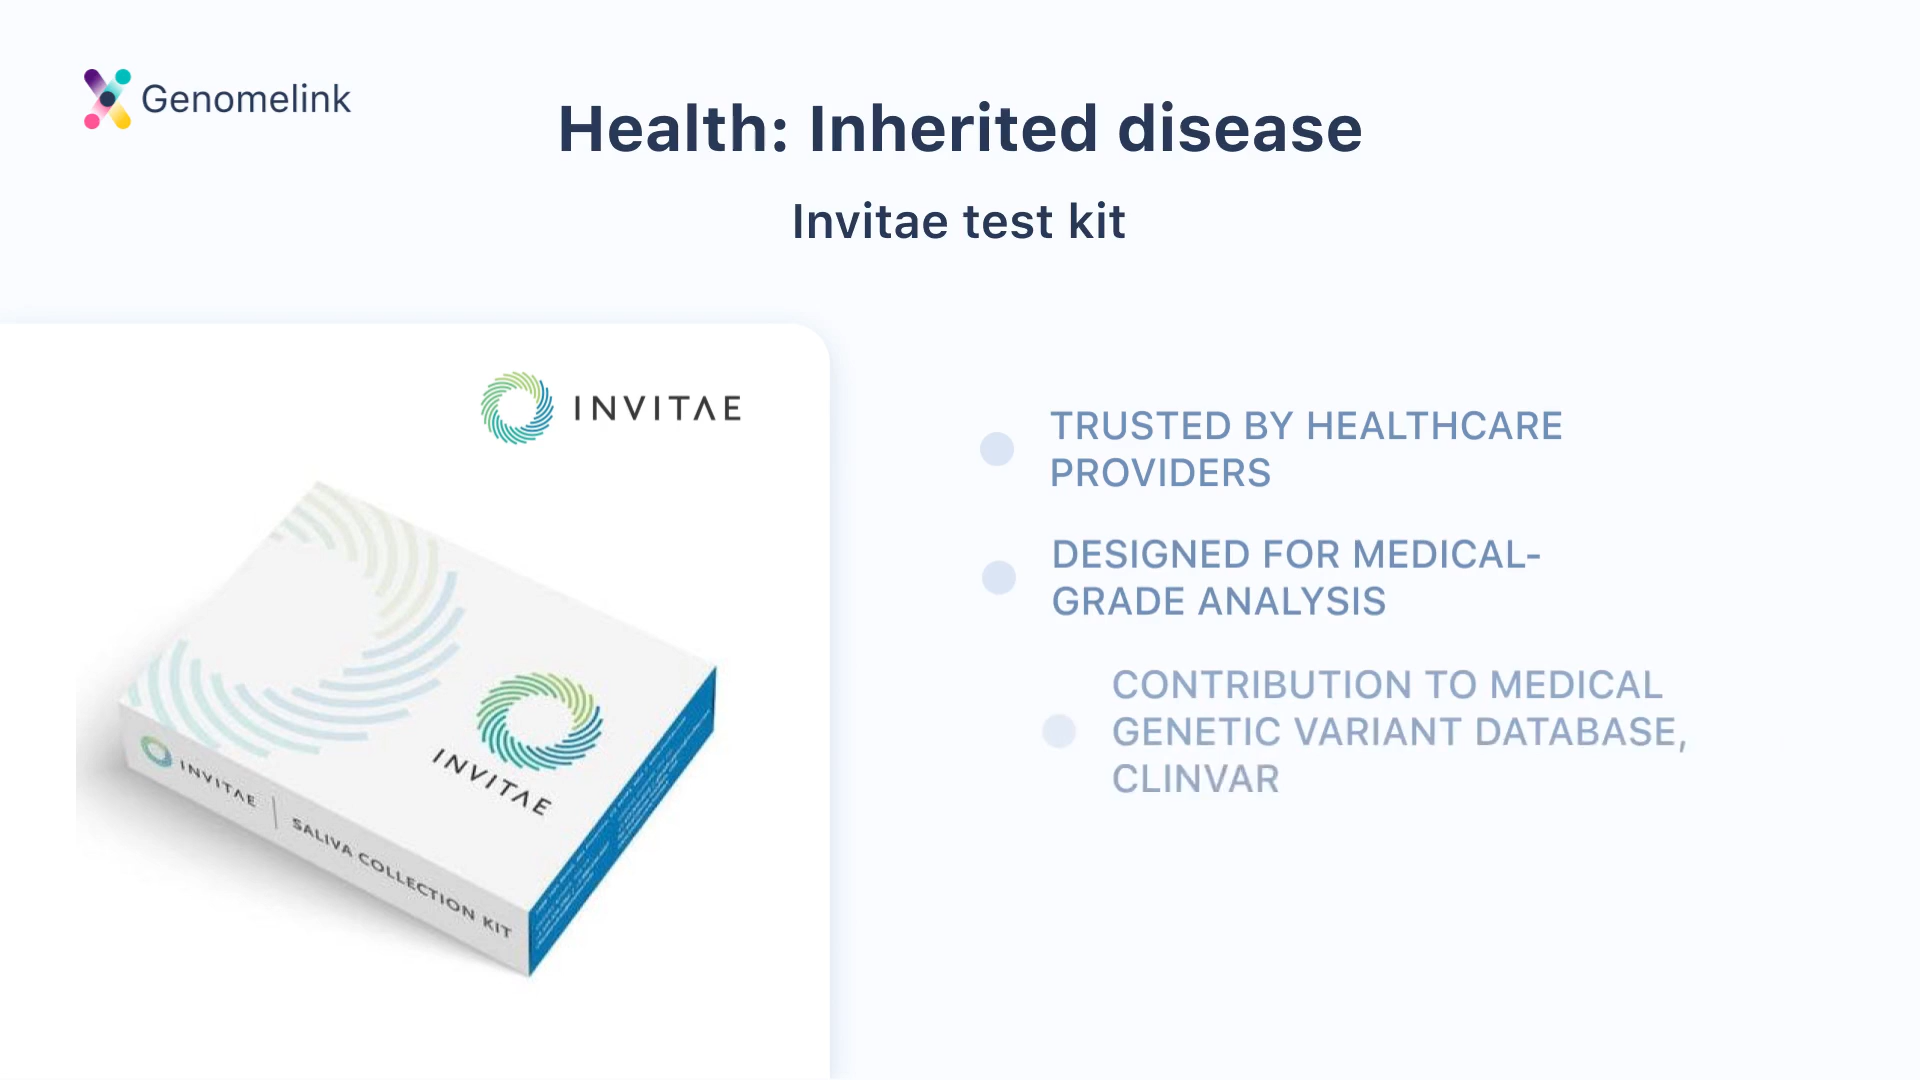 Genomelink
Health: Inherited disease
Invitae test kit
INVITAE
TRUSTED BY HEALTHCARE
PROVIDERS
DESIGNED FOR MEDICAL-
GRADE ANALYSIS
CONTRIBUTION TO MEDICAL
GENETIC VARIANT DATABASE,
CLINVAR
INVITAE
INVITAE | SALIVA COLLECTION KIT